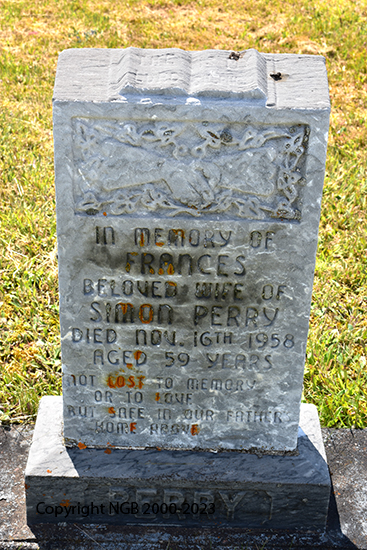 IN MEMORY OF
FRANCES
BELOVED WIFE OF
SIMON PERRY
DIED NOV. 16TH 1958
AGED 59 YEARS
NOT LOST TO MEMORY
OR TO LOVE
BUT SAFE IN OUR FATHERS
HOME ABOVE
PERRY
Copyright NGB 2000-2023